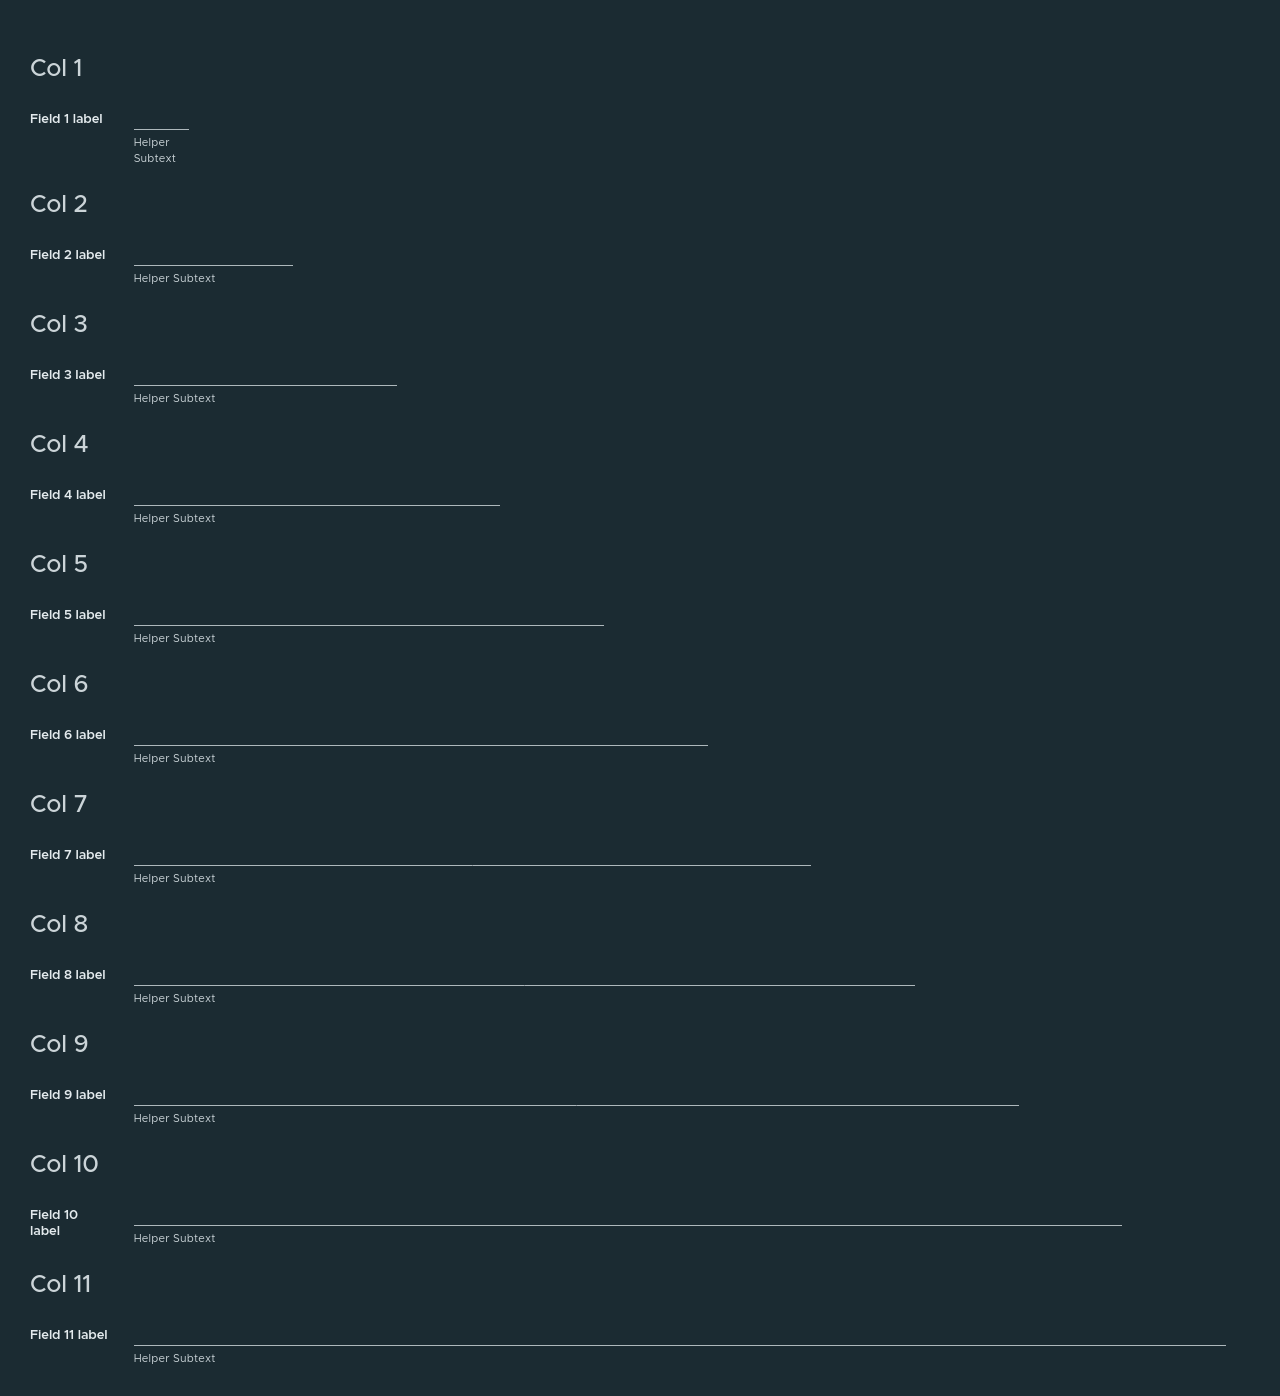 Col 1
Field 1 label
Helper
Subtext
Col 2
Field 2 label
Helper Subtext
Col 3
Field 3 label
Helper Subtext
Col 4
Field 4 label
Helper Subtext
Col 5
Field 5 label
Helper Subtext
Col 6
Field 6 label
Helper Subtext
Col 7
Field 7 label
Helper Subtext
Col 8
Field 8 label
Helper Subtext
Col 9
Field 9 label
Helper Subtext
Col 10
Field 10
label
Helper Subtext
Col 11
Field 11 label
Helper Subtext